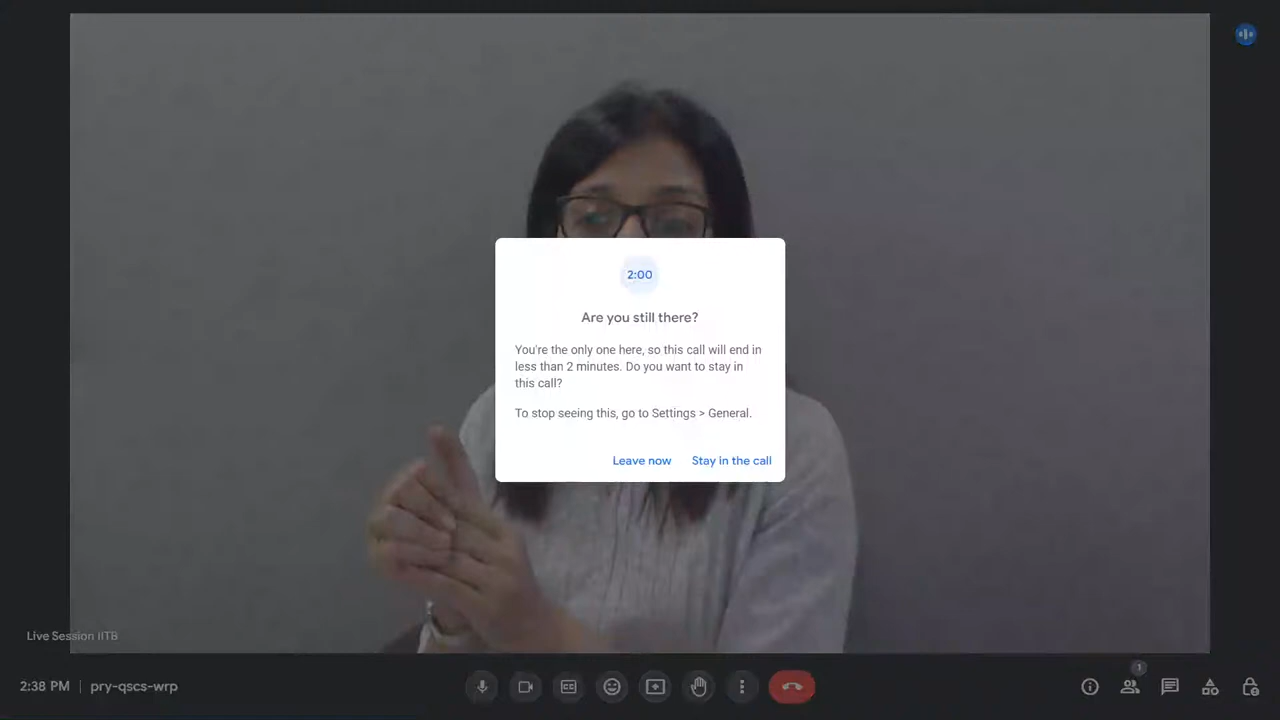 2:00
Are you still there?
You're the only one here, so this call will end in
less than 2 minutes. Do you want to stay in
this call?
To stop seeing this, go to Settings > General.
Leave now
Stay in the call
Live Session IITB
2:38 PM | pry-qscs-wrp
CC
1